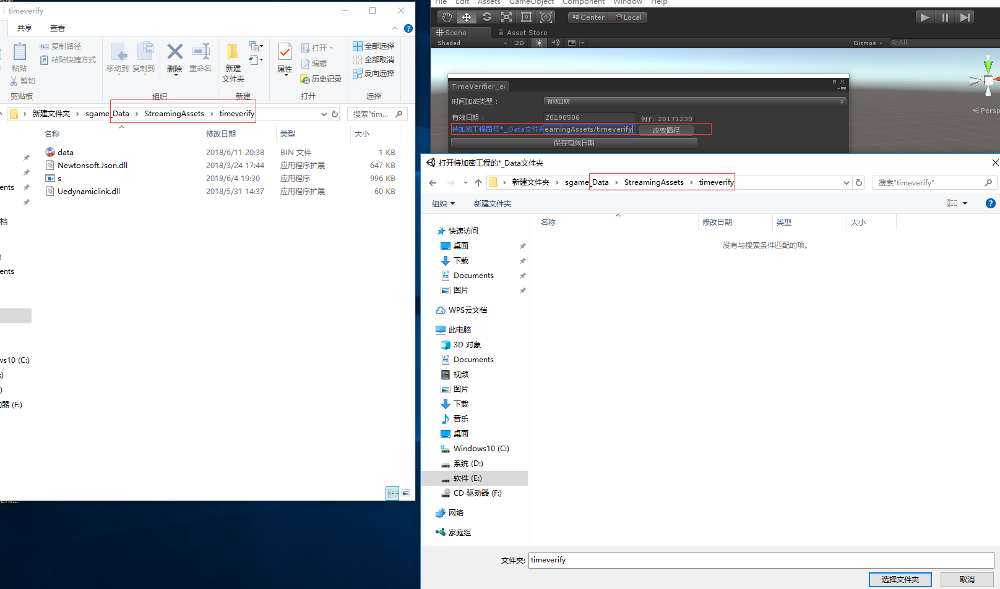 timeverify
共享 查看
粘贴
剪切
复制路径
粘贴快捷方式
剪贴板
移动到 复制到 删除 重命名
组织
新建
文件夹
新建
属性
打开
编辑
历史记录
打开
全部选择
全部取消
反向选择
选择
新建文件夹 › sgame_Data › StreamingAssets › timeverify
搜索"tim...
名称 修改日期 类型 大小
data 2018/6/11 20:38 BIN 文件 1 KB
Newtonsoft.Json.dll 2018/3/24 17:44 应用程序扩展 647 KB
s 2018/6/4 19:30 应用程序 996 KB
Uedynamiclink.dll 2018/5/31 14:37 应用程序扩展 60 KB
ents
档
ents
ws10 (C:)
动器 (F:)
File Edit Assets GameObject Component Window Help
Center Local
Scene Asset Store
Shaded 2D Gizmos All
y
< Persp
TimeVerifier_e
时间加密类型： 有效日期
有效日期： 20190506 例子: 20171230
待加密工程路径*_Data文件夹 eamingAssets/timeverify 改变路径
保存有效日期
打开待加密工程的*_Data文件夹
新建文件夹 › sgame_Data › StreamingAssets › timeverify
搜索"timeverify"
组织 新建文件夹
名称 修改日期 类型 大小
没有与搜索条件匹配的项。
快速访问
桌面
下载
Documents
图片
WPS云文档
此电脑
3D 对象
Documents
视频
图片
下载
音乐
桌面
Windows10 (C:)
系统 (D:)
软件 (E:)
CD 驱动器 (F:)
网络
家庭组
文件夹: timeverify
选择文件夹 取消